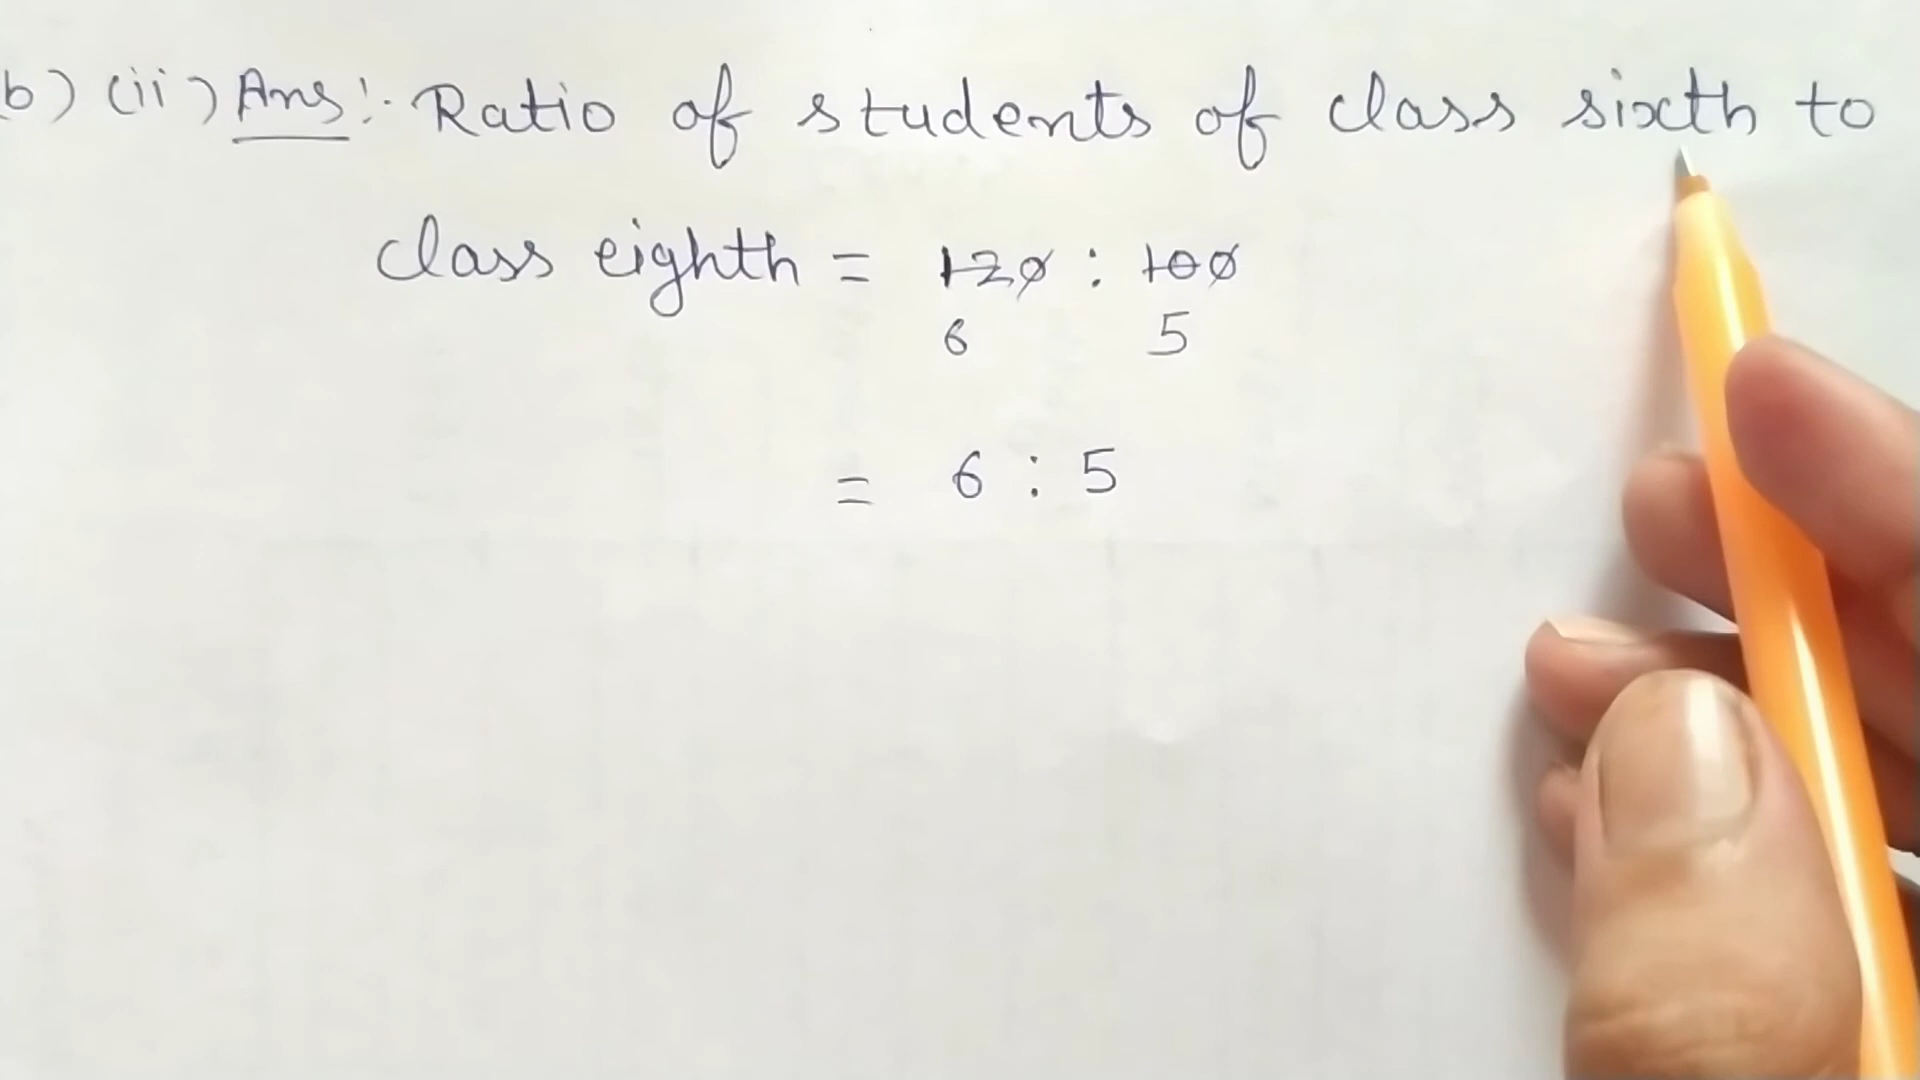 b) (ii) Ans:- Ratio of students of class sixth to
class eighth = 120 : 100
6 5
= 6 : 5